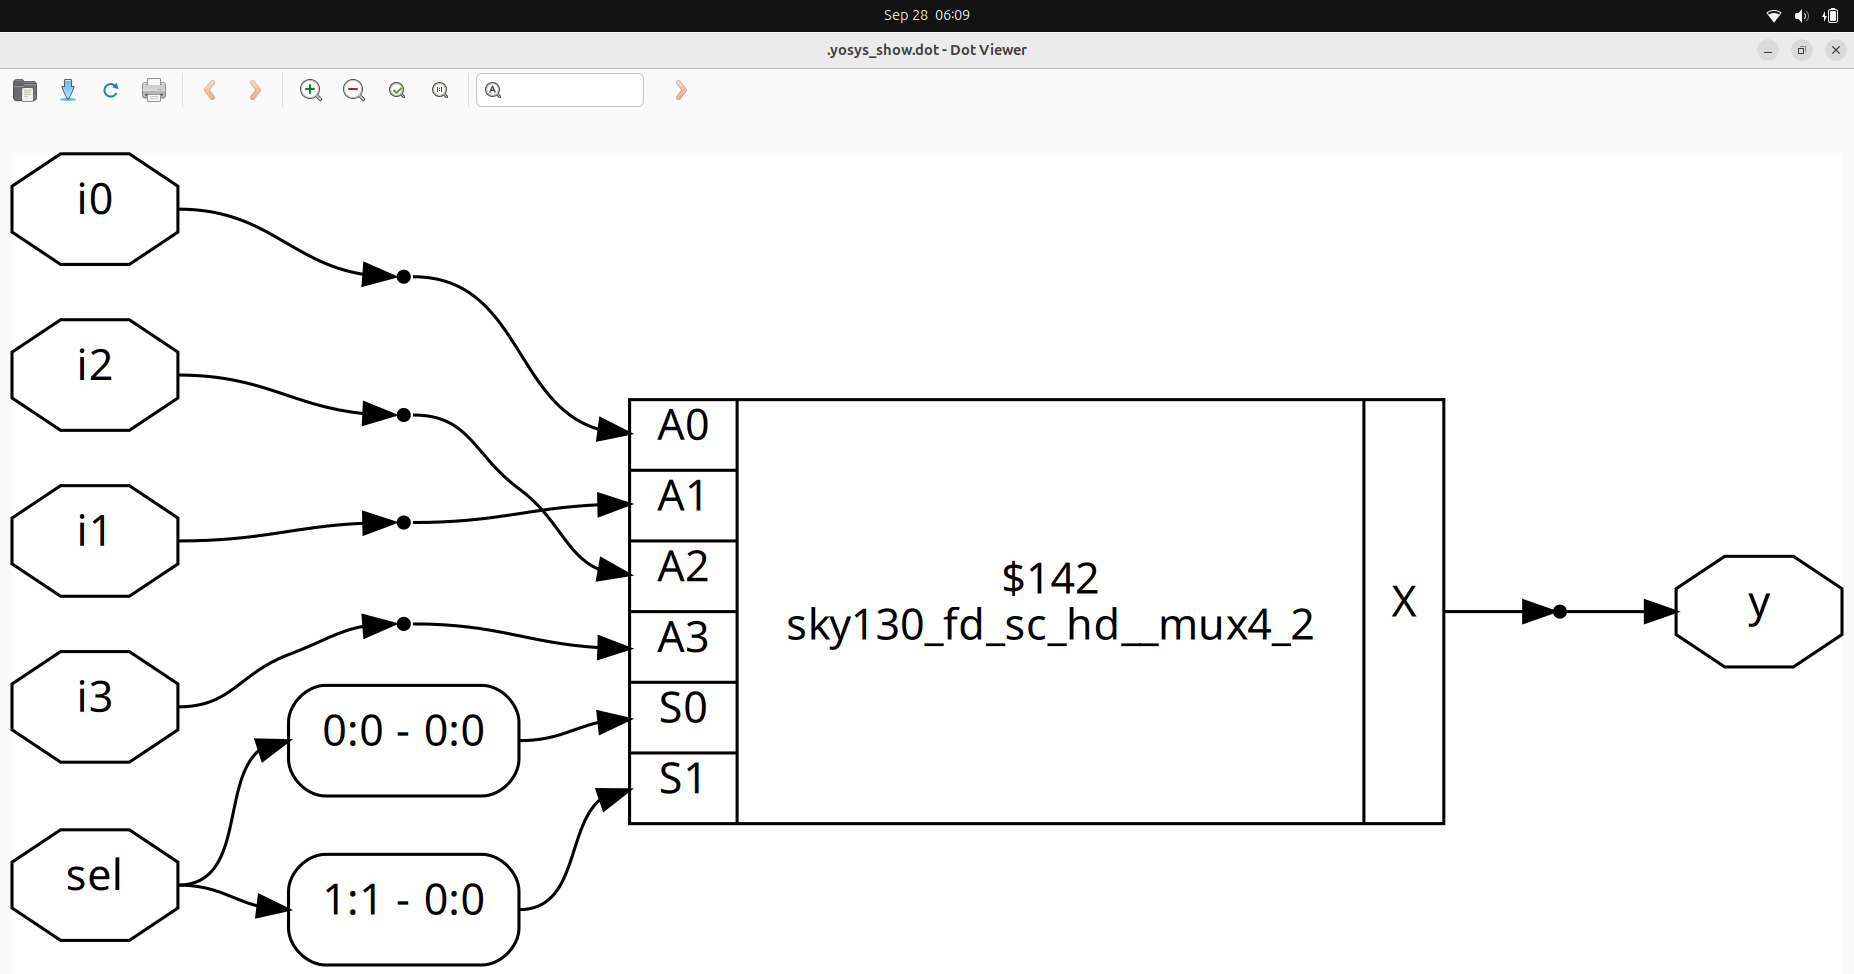 Sep 28 06:09
.yosys_show.dot - Dot Viewer
i0
i2
i1
i3
sel
0:0 - 0:0
1:1 - 0:0
A0
A1
A2
A3
S0
S1
$142
sky130_fd_sc_hd__mux4_2
X
y